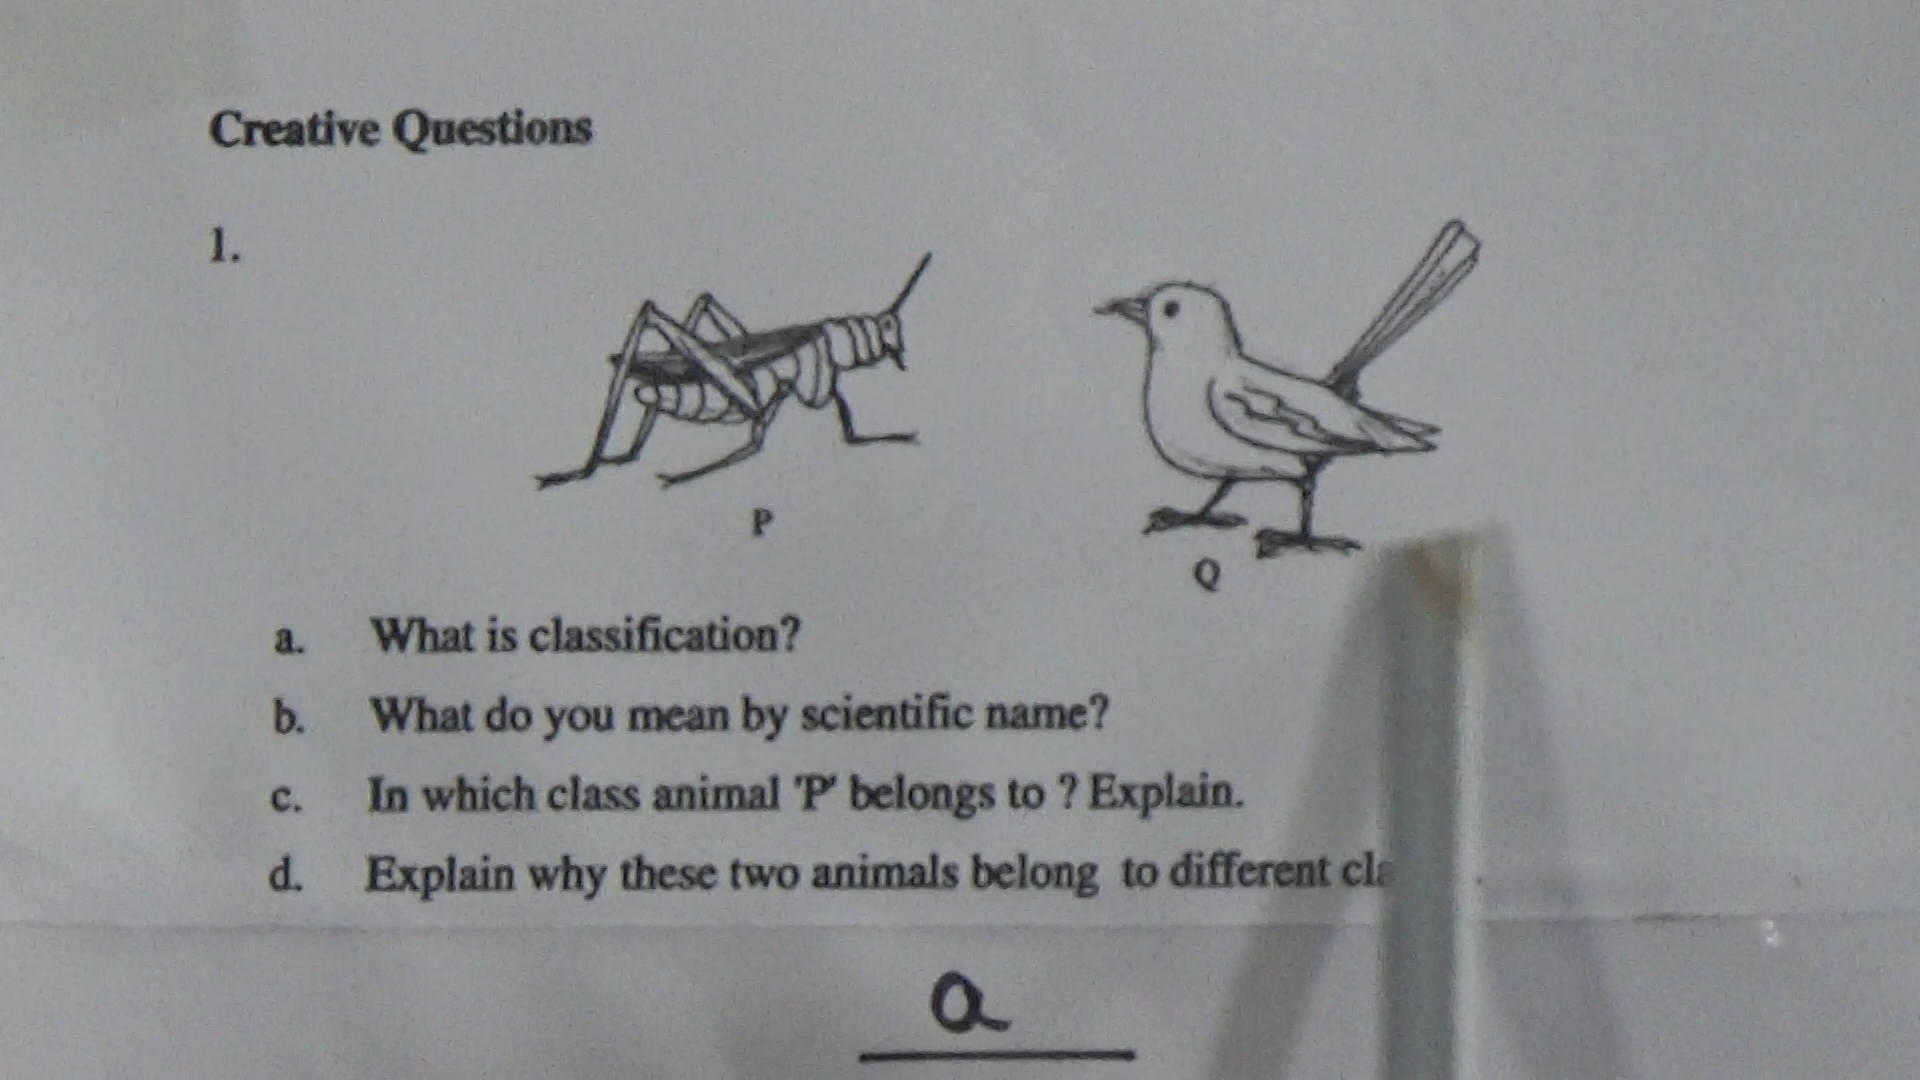 Creative Questions
1.
P
Q
a. What is classification?
b. What do you mean by scientific name?
c. In which class animal 'P' belongs to ? Explain.
d. Explain why these two animals belong to different
a